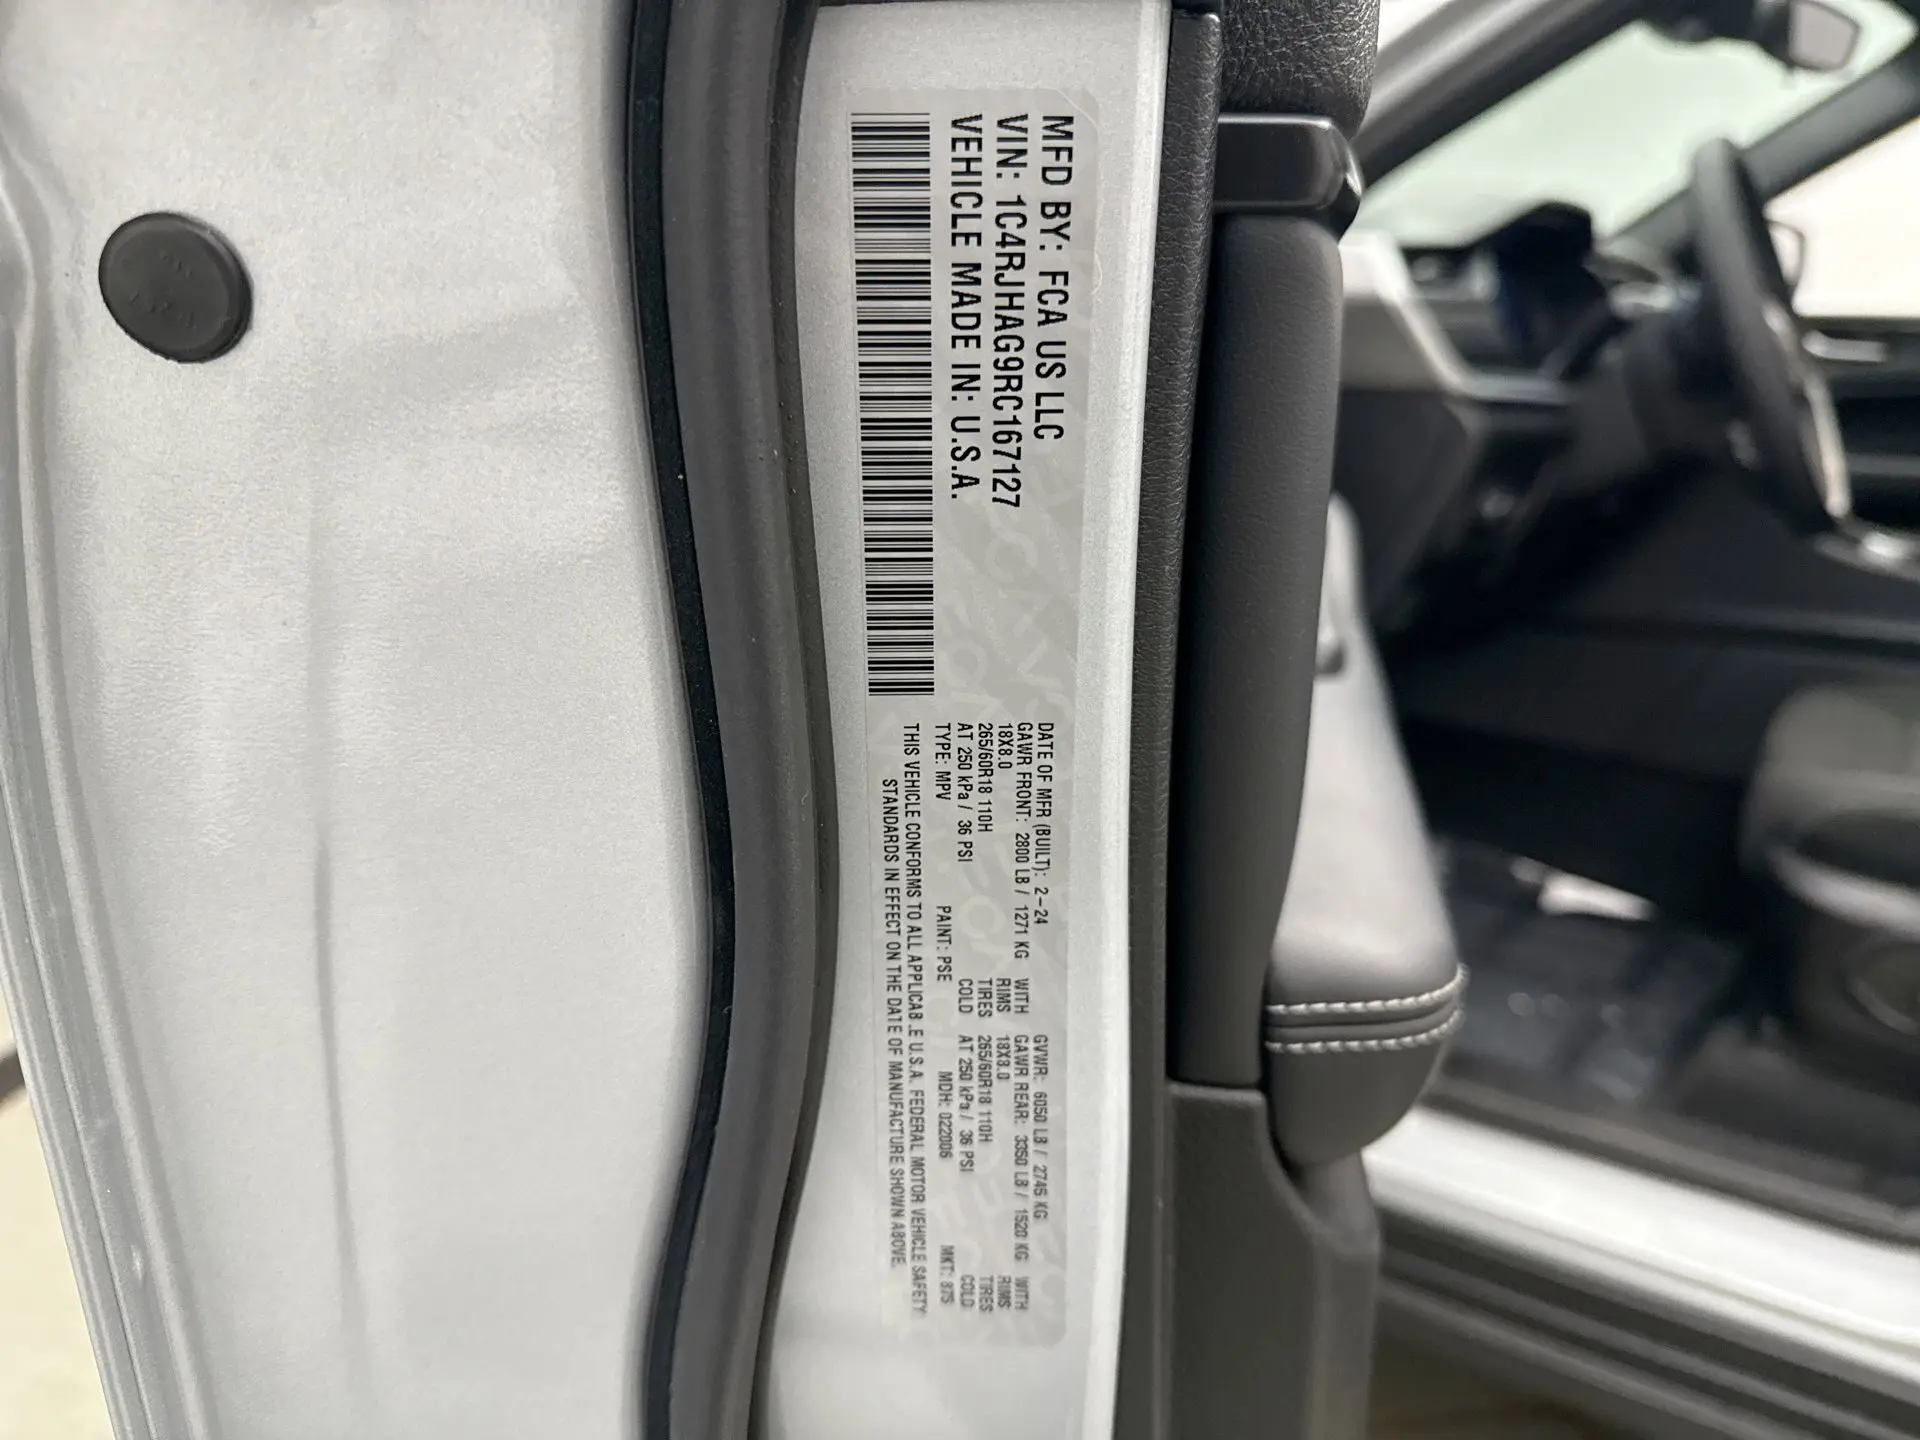 MFD BY: FCA US LLC
VIN: 1C4RJHAG9RC167127
VEHICLE MADE IN: U.S.A.
DATE OF MFR (BUILT): 2-24 GVWR: 6050 LB / 2745 KG
GAWR FRONT: 2800 LB / 1271 KG WITH GAWR REAR: 3350 LB / 1520 KG WITH
18X8.0 RIMS 18X8.0 RIMS
265/60R18 110H TIRES 265/60R18 110H TIRES
AT 250 kPa / 36 PSI COLD AT 250 kPa / 36 PSI COLD
TYPE: MPV PAINT: PSE MDH: 022006 MKT:
THIS VEHICLE CONFORMS TO ALL APPLICAB_E U.S.A. FEDERAL MOTOR VEHICLE SAFETY
STANDARDS IN EFFECT ON THE DATE OF MANUFACTURE SHOWN ABOVE.